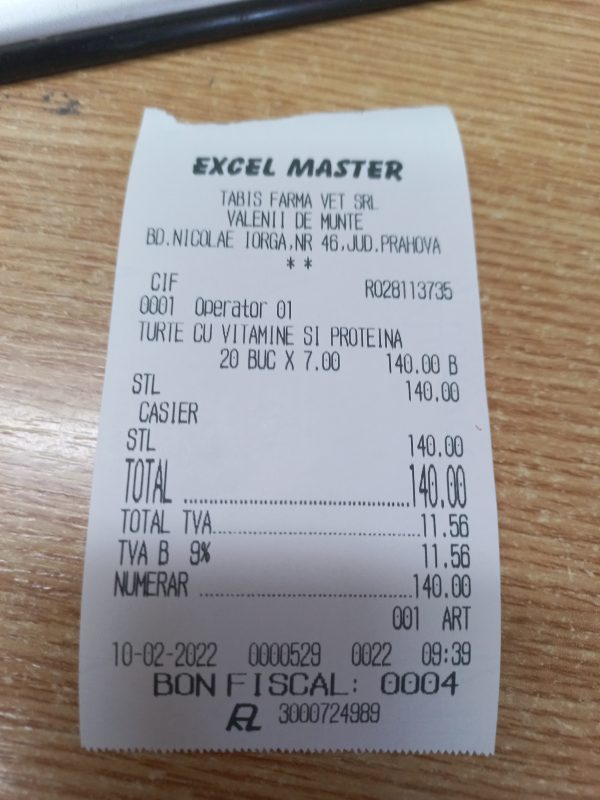 EXCEL MASTER
TABIS FARMA VET SRL
VALENII DE MUNTE
BD.NICOLAE IORGA,NR 46,JUD.PRAHOVA
* *
CIF RO28113735
0001 Operator 01
TURTE CU VITAMINE SI PROTEINA
20 BUC X 7.00 140.00 B
STL 140.00
CASIER
STL 140.00
TOTAL ........................140.00
TOTAL TVA........................11.56
TVA B 9% 11.56
NUMERAR ........................140.00
001 ART
10-02-2022 0000529 0022 09:39
BON FISCAL: 0004
3000724989